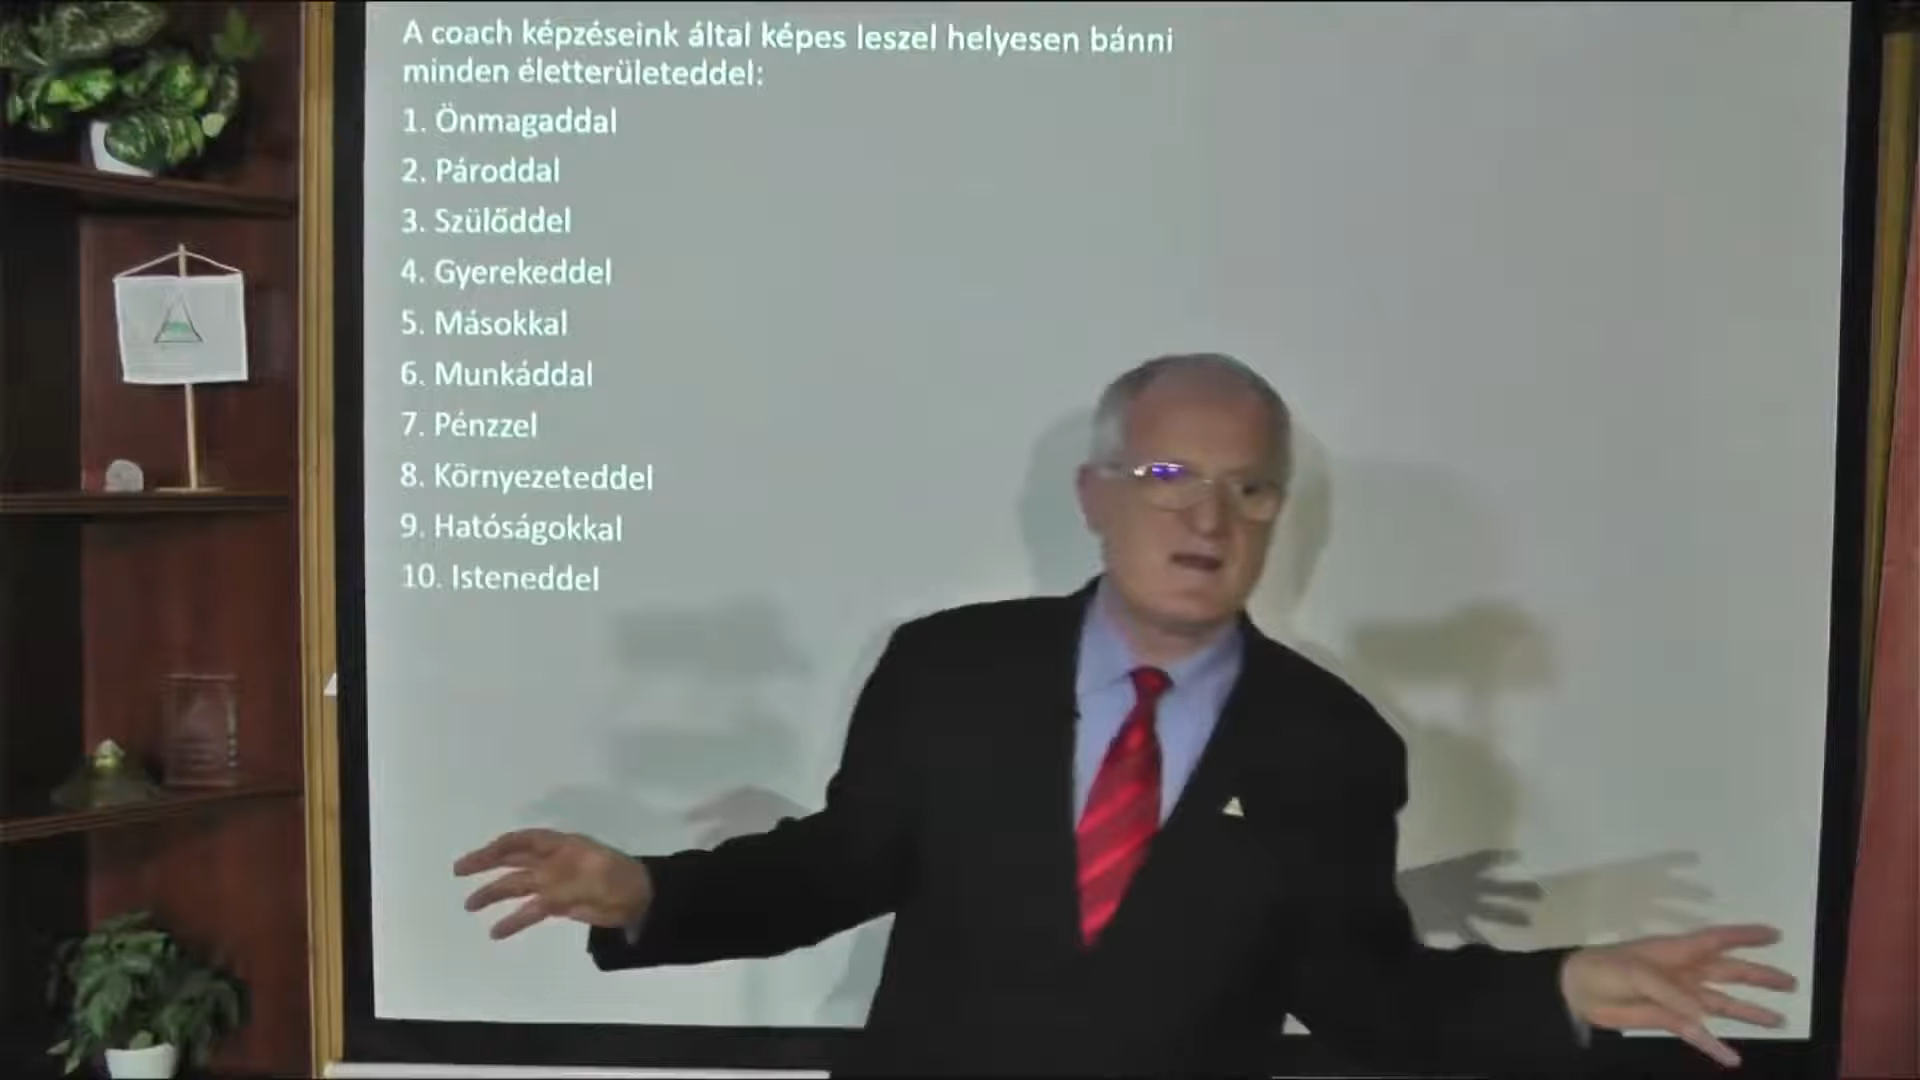 A coach képzéseink által képes leszel helyesen bánni
minden életterületeddel:
1. Önmagaddal
2. Pároddal
3. Szülőddel
4. Gyerekeddel
5. Másokkal
6. Munkáddal
7. Pénzzel
8. Környezeteddel
9. Hatóságokkal
10. Isteneddel